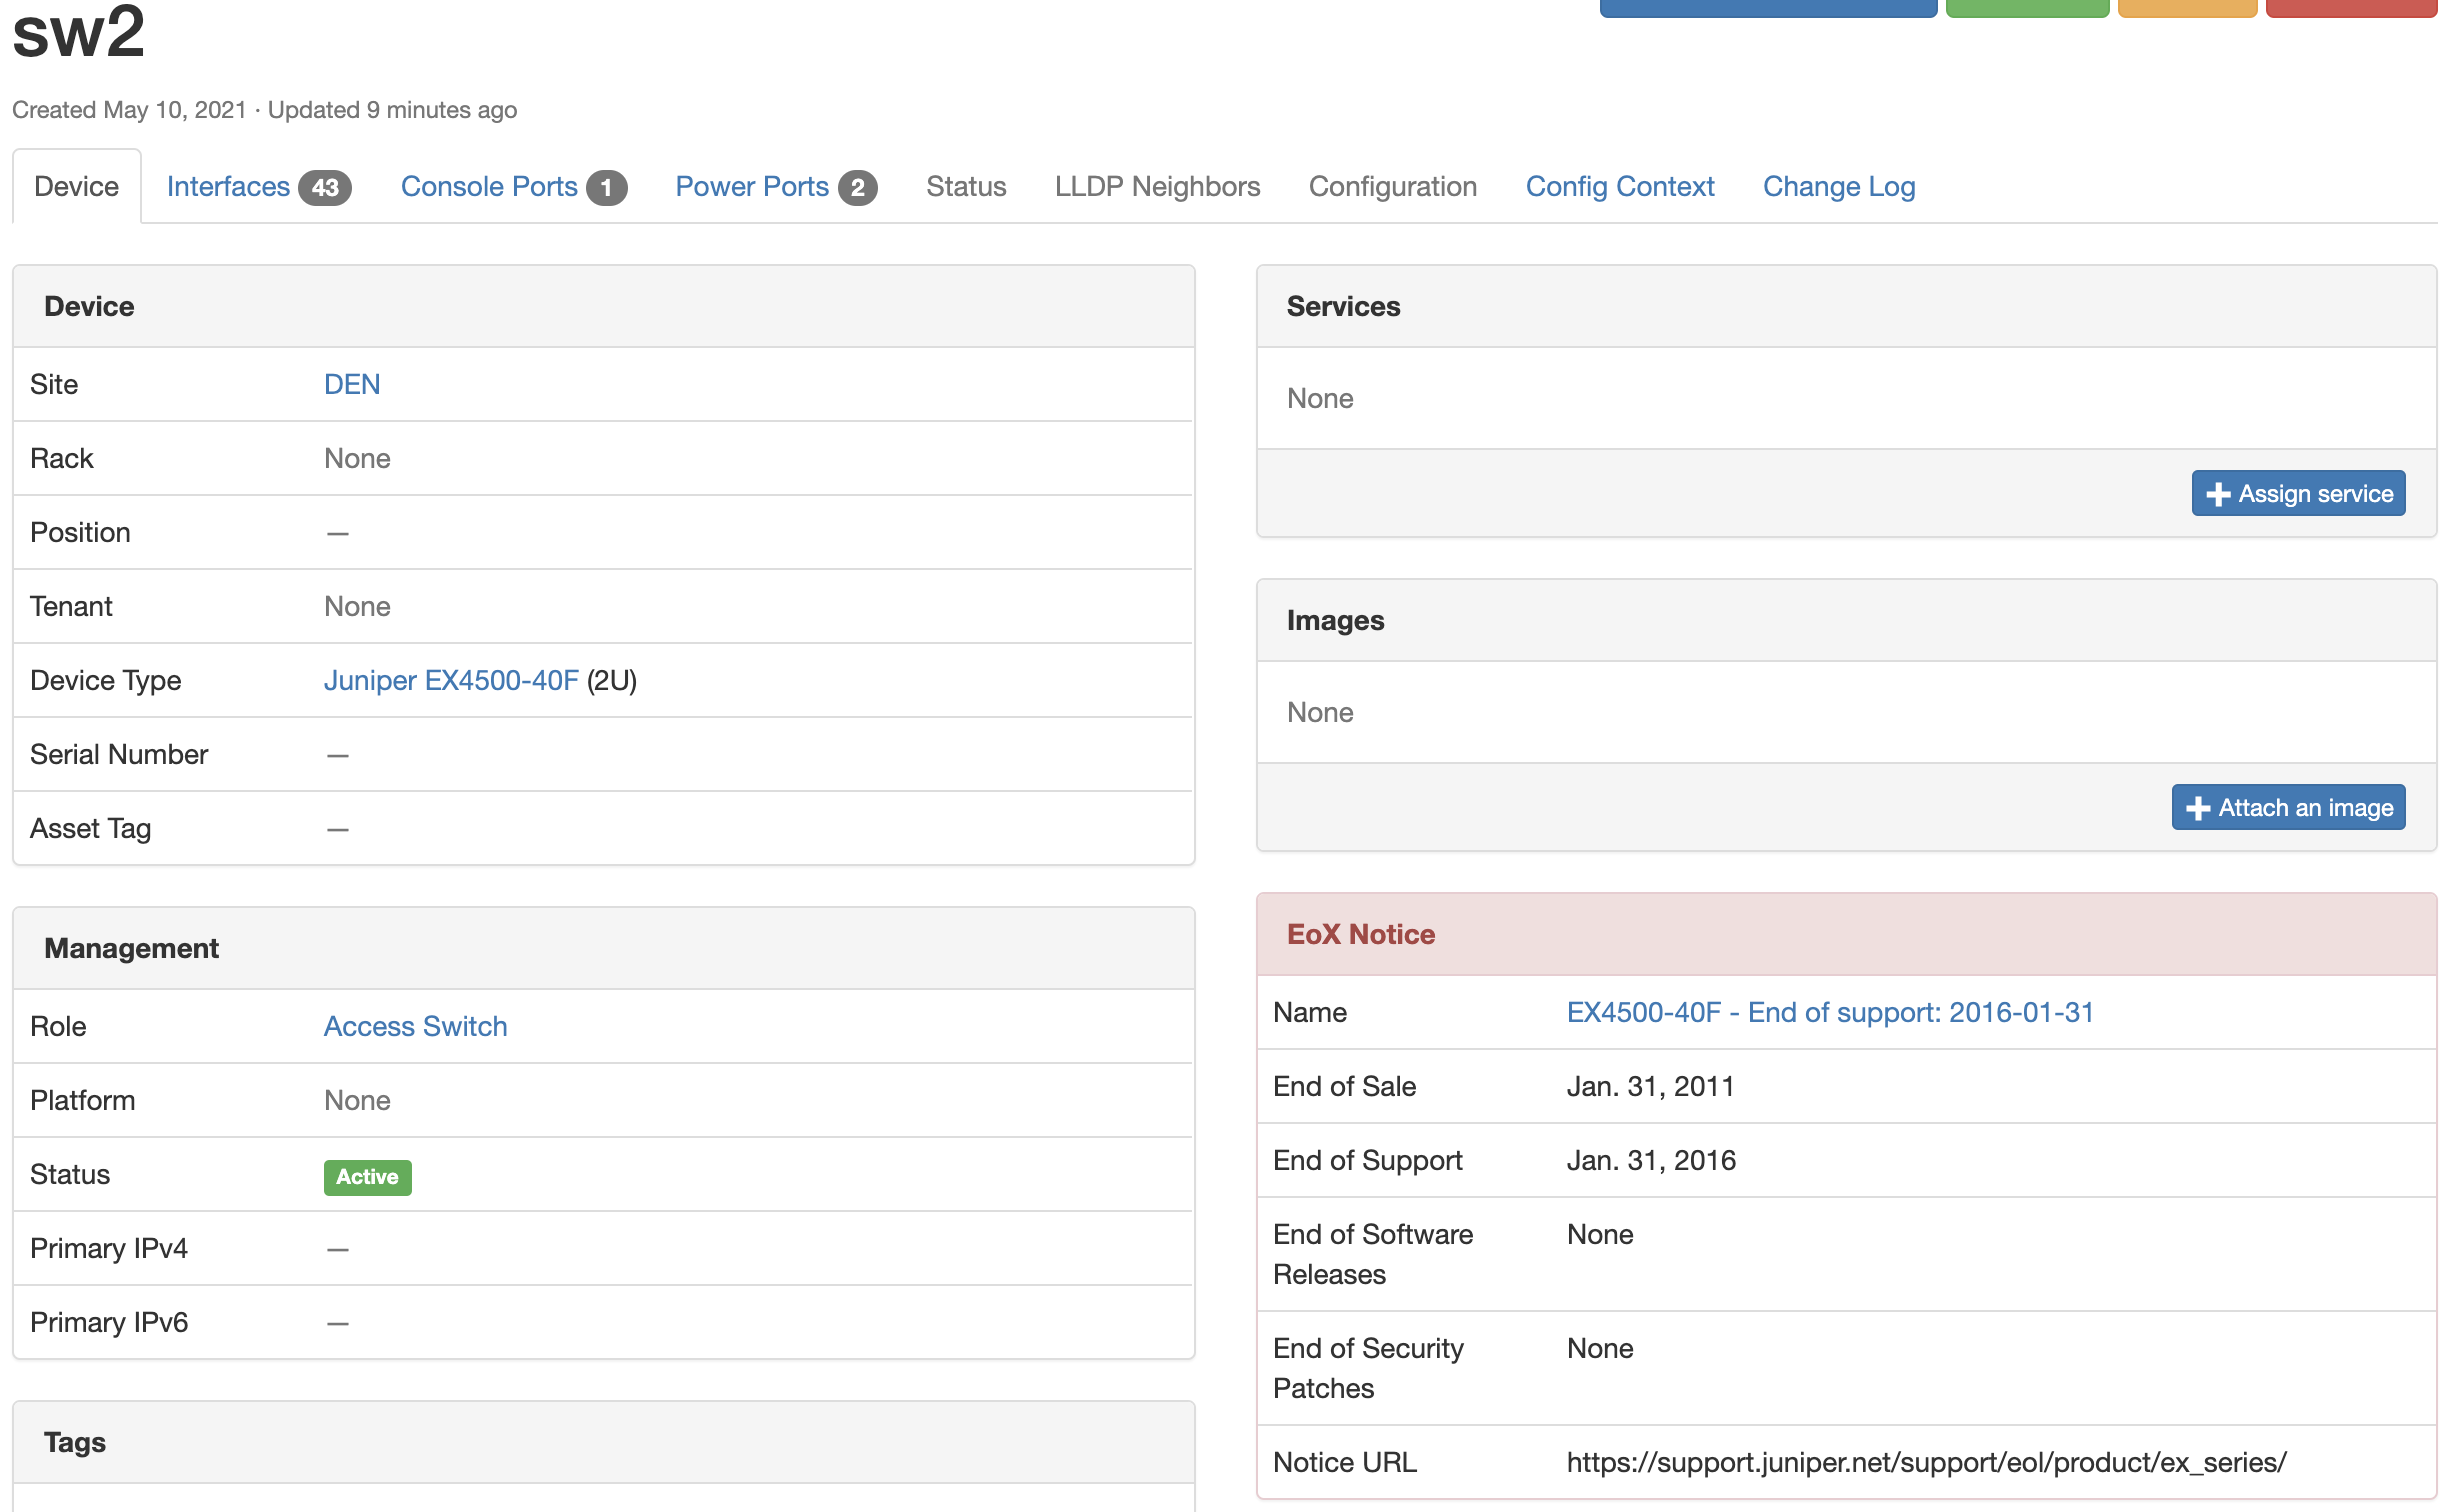 sw2
Created May 10, 2021 · Updated 9 minutes ago
Device Interfaces 43 Console Ports 1 Power Ports 2 Status LLDP Neighbors Configuration Config Context Change Log
Device
Site DEN
Rack None
Position —
Tenant None
Device Type Juniper EX4500-40F (2U)
Serial Number —
Asset Tag —
Management
Role Access Switch
Platform None
Status Active
Primary IPv4 —
Primary IPv6 —
Tags
Services
None
Assign service
Images
None
Attach an image
EoX Notice
Name EX4500-40F - End of support: 2016-01-31
End of Sale Jan. 31, 2011
End of Support Jan. 31, 2016
End of Software None
Releases
End of Security None
Patches
Notice URL https://support.juniper.net/support/eol/product/ex_series/